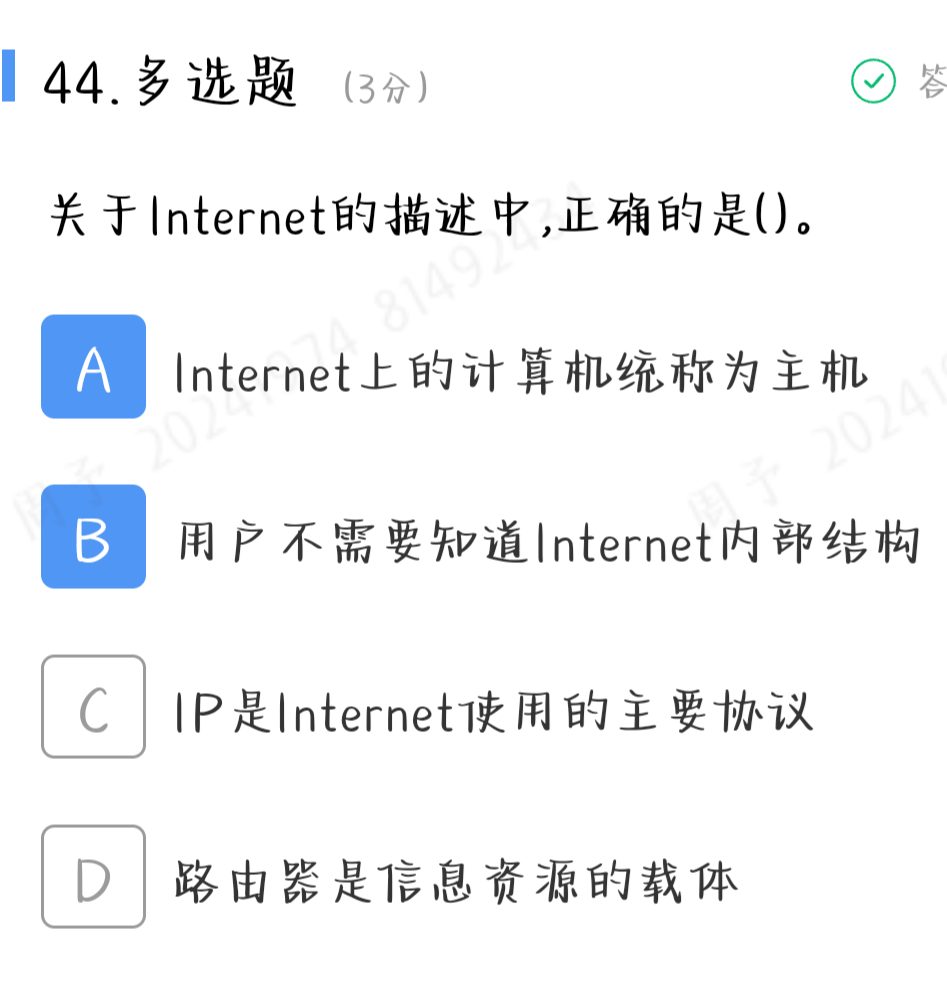 44.多选题 (3分) 答
关于Internet的描述中,正确的是()。
A Internet上的计算机统称为主机
B 用户不需要知道Internet内部结构
C IP是Internet使用的主要协议
D 路由器是信息资源的载体